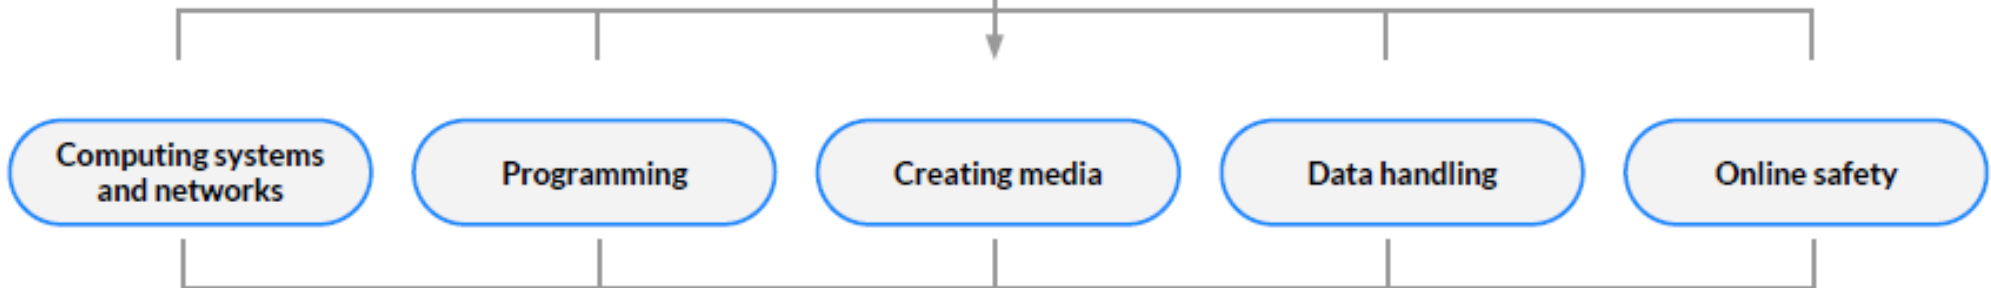 Computing systems
and networks
Programming
Creating media
Data handling
Online safety